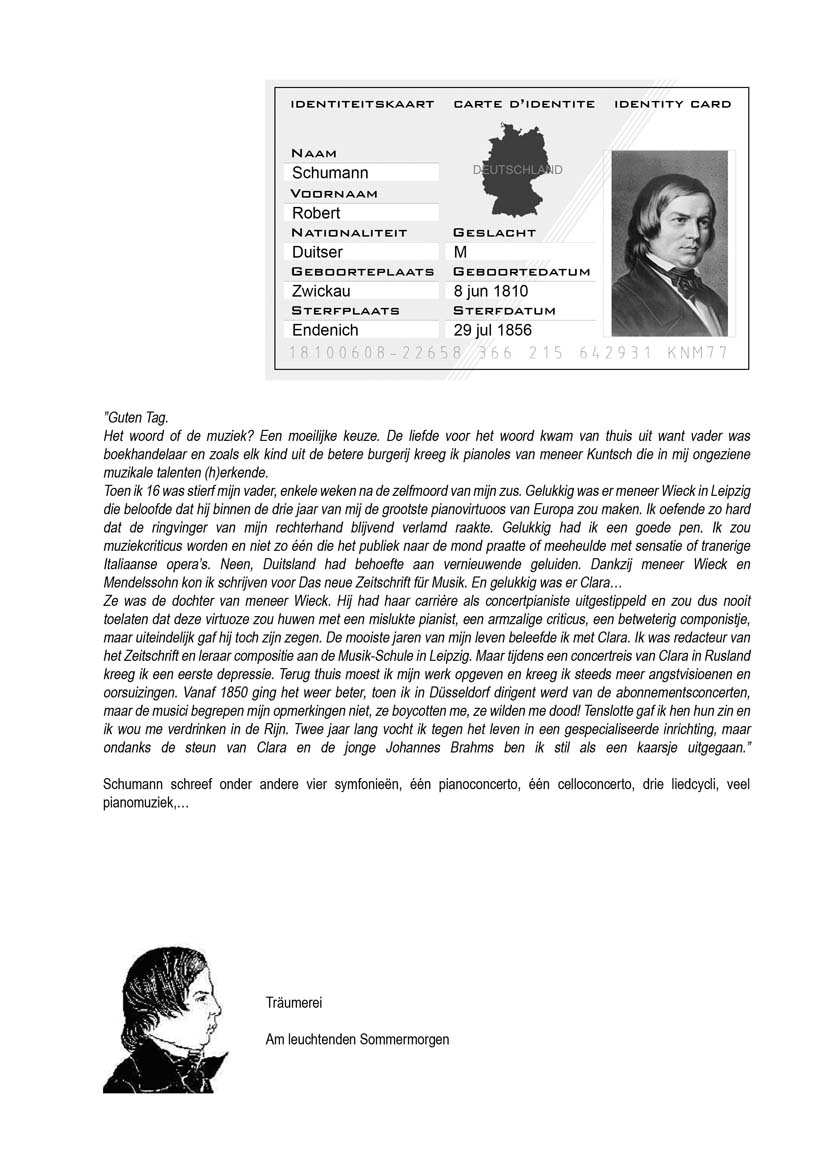 IDENTITEITSKAART CARTE D'IDENTITE IDENTITY CARD
NAAM
Schumann
DEUTSCHLAND
VOORNAAM
Robert
NATIONALITEIT GESLACHT
Duitser M
GEBOORTEPLAATS GEBOORTEDATUM
Zwickau 8 jun 1810
STERFPLAATS STERFDATUM
Endenich 29 jul 1856
18100608-22658 366 215 642931 KNM77
"Guten Tag.
Het woord of de muziek? Een moeilijke keuze. De liefde voor het woord kwam van thuis uit want vader was
boekhandelaar en zoals elk kind uit de betere burgerij kreeg ik pianoles van meneer Kuntsch die in mij ongeziene
muzikale talenten (h)erkende.
Toen ik 16 was stierf mijn vader, enkele weken na de zelfmoord van mijn zus. Gelukkig was er meneer Wieck in Leipzig
die beloofde dat hij binnen de drie jaar van mij de grootste pianovirtuoos van Europa zou maken. Ik oefende zo hard
dat de ringvinger van mijn rechterhand blijvend verlamd raakte. Gelukkig had ik een goede pen. Ik zou
muziekcriticus worden en niet zo één die het publiek naar de mond praatte of meeheulde met sensatie of tranerige
Italiaanse opera's. Neen, Duitsland had behoefte aan vernieuwende geluiden. Dankzij meneer Wieck en
Mendelssohn kon ik schrijven voor Das neue Zeitschrift für Musik. En gelukkig was er Clara…
Ze was de dochter van meneer Wieck. Hij had haar carrière als concertpianiste uitgestippeld en zou dus nooit
toelaten dat deze virtuoze zou huwen met een mislukte pianist, een armzalige criticus, een betweterig componistje,
maar uiteindelijk gaf hij toch zijn zegen. De mooiste jaren van mijn leven beleefde ik met Clara. Ik was redacteur van
het Zeitschrift en leraar compositie aan de Musik-Schule in Leipzig. Maar tijdens een concertreis van Clara in Rusland
kreeg ik een eerste depressie. Terug thuis moest ik mijn werk opgeven en kreeg ik steeds meer angstvisioenen en
oorsuizingen. Vanaf 1850 ging het weer beter, toen ik in Düsseldorf dirigent werd van de abonnementsconcerten,
maar de musici begrepen mijn opmerkingen niet, ze boycotten me, ze wilden me dood! Tenslotte gaf ik hen hun zin en
ik wou me verdrinken in de Rijn. Twee jaar lang vocht ik tegen het leven in een gespecialiseerde inrichting, maar
ondanks de steun van Clara en de jonge Johannes Brahms ben ik stil als een kaarsje uitgegaan."
Schumann schreef onder andere vier symfonieën, één pianoconcerto, één celloconcerto, drie liedcycli, veel
pianomuziek,…
Träumerei
Am leuchtenden Sommermorgen